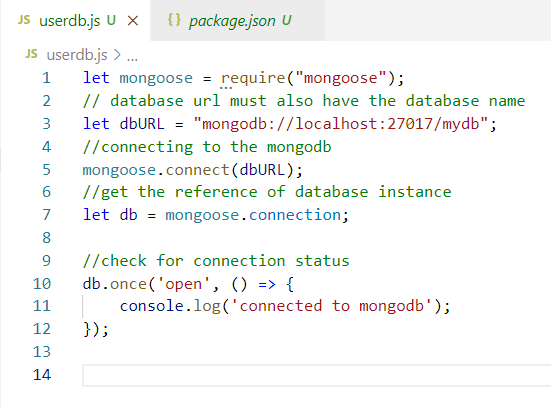 JS userdb.js U × {} package.json U
JS userdb.js > ...
1 let mongoose = require("mongoose");
2 // database url must also have the database name
3 let dbURL = "mongodb://localhost:27017/mydb";
4 //connecting to the mongodb
5 mongoose.connect(dbURL);
6 //get the reference of database instance
7 let db = mongoose.connection;
8
9 //check for connection status
10 db.once('open', () => {
11     console.log('connected to mongodb');
12 });
13
14